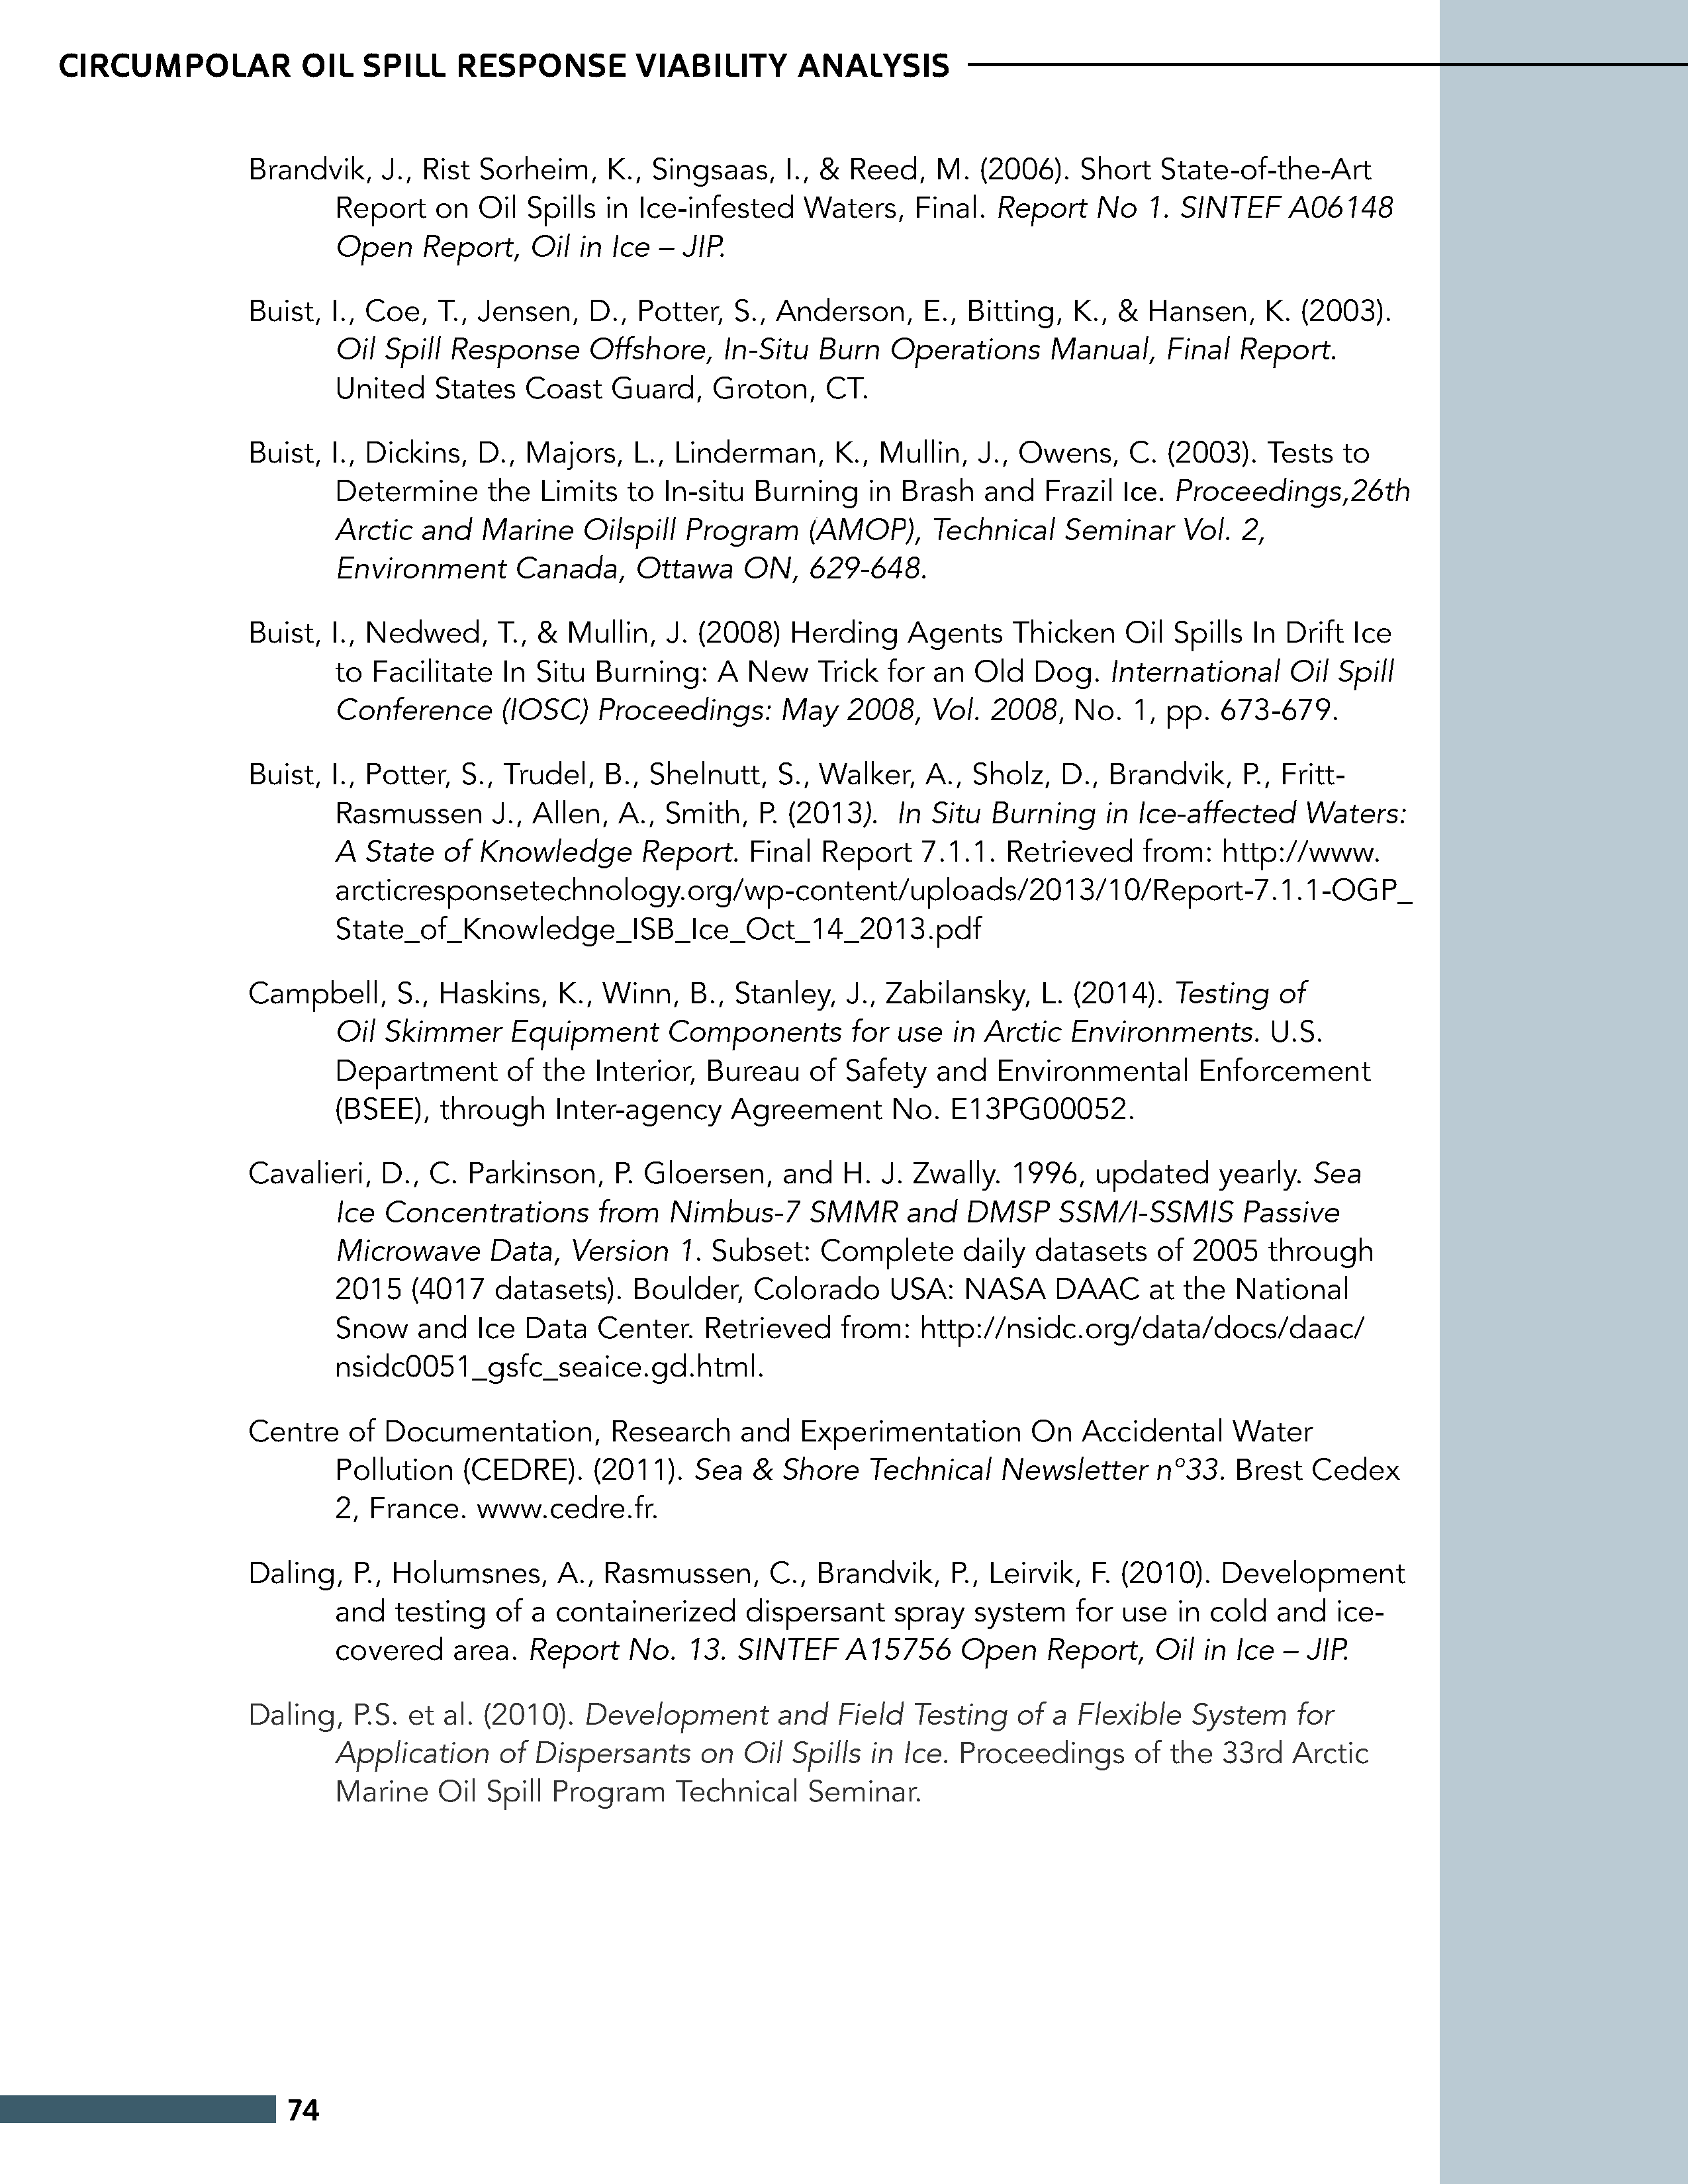 CIRCUMPOLAR OIL SPILL RESPONSE VIABILITY ANALYSIS
Brandvik, J., Rist Sorheim, K., Singsaas, I., & Reed, M. (2006). Short State-of-the-Art
Report on Oil Spills in Ice-infested Waters, Final. Report No 1. SINTEF A06148
Open Report, Oil in Ice – JIP.
Buist, I., Coe, T., Jensen, D., Potter, S., Anderson, E., Bitting, K., & Hansen, K. (2003).
Oil Spill Response Offshore, In-Situ Burn Operations Manual, Final Report.
United States Coast Guard, Groton, CT.
Buist, I., Dickins, D., Majors, L., Linderman, K., Mullin, J., Owens, C. (2003). Tests to
Determine the Limits to In-situ Burning in Brash and Frazil Ice. Proceedings,26th
Arctic and Marine Oilspill Program (AMOP), Technical Seminar Vol. 2,
Environment Canada, Ottawa ON, 629-648.
Buist, I., Nedwed, T., & Mullin, J. (2008) Herding Agents Thicken Oil Spills In Drift Ice
to Facilitate In Situ Burning: A New Trick for an Old Dog. International Oil Spill
Conference (IOSC) Proceedings: May 2008, Vol. 2008, No. 1, pp. 673-679.
Buist, I., Potter, S., Trudel, B., Shelnutt, S., Walker, A., Sholz, D., Brandvik, P., Fritt-
Rasmussen J., Allen, A., Smith, P. (2013).  In Situ Burning in Ice-affected Waters:
A State of Knowledge Report. Final Report 7.1.1. Retrieved from: http://www.
arcticresponsetechnology.org/wp-content/uploads/2013/10/Report-7.1.1-OGP_
State_of_Knowledge_ISB_Ice_Oct_14_2013.pdf
Campbell, S., Haskins, K., Winn, B., Stanley, J., Zabilansky, L. (2014). Testing of
Oil Skimmer Equipment Components for use in Arctic Environments. U.S.
Department of the Interior, Bureau of Safety and Environmental Enforcement
(BSEE), through Inter-agency Agreement No. E13PG00052.
Cavalieri, D., C. Parkinson, P. Gloersen, and H. J. Zwally. 1996, updated yearly. Sea
Ice Concentrations from Nimbus-7 SMMR and DMSP SSM/I-SSMIS Passive
Microwave Data, Version 1. Subset: Complete daily datasets of 2005 through
2015 (4017 datasets). Boulder, Colorado USA: NASA DAAC at the National
Snow and Ice Data Center. Retrieved from: http://nsidc.org/data/docs/daac/
nsidc0051_gsfc_seaice.gd.html.
Centre of Documentation, Research and Experimentation On Accidental Water
Pollution (CEDRE). (2011). Sea & Shore Technical Newsletter n°33. Brest Cedex
2, France. www.cedre.fr.
Daling, P., Holumsnes, A., Rasmussen, C., Brandvik, P., Leirvik, F. (2010). Development
and testing of a containerized dispersant spray system for use in cold and ice-
covered area. Report No. 13. SINTEF A15756 Open Report, Oil in Ice – JIP.
Daling, P.S. et al. (2010). Development and Field Testing of a Flexible System for
Application of Dispersants on Oil Spills in Ice. Proceedings of the 33rd Arctic
Marine Oil Spill Program Technical Seminar.
74